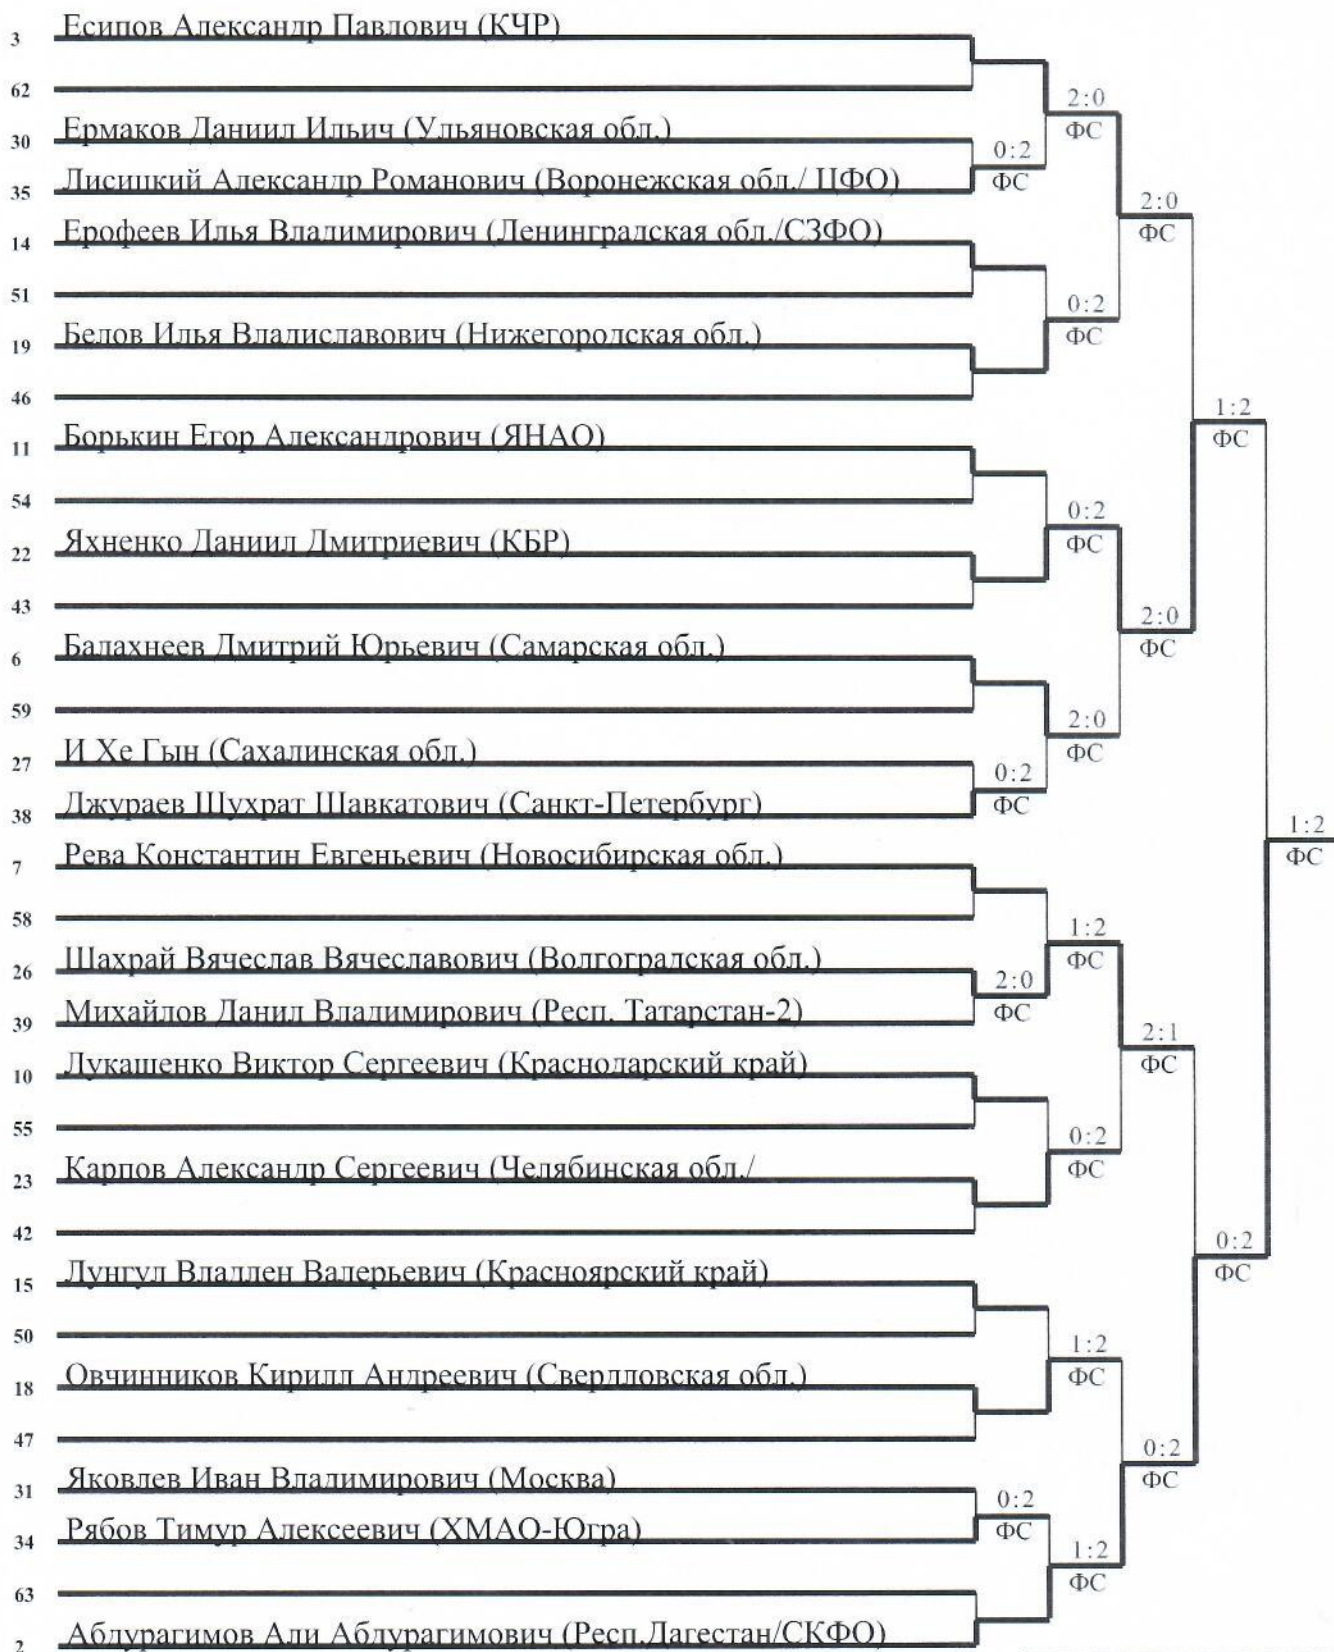 3 Есипов Александр Павлович (КЧР)
62
2:0
30 Ермаков Даниил Ильич (Ульяновская обл.)
ФС
0:2
35 Лисицкий Александр Романович (Воронежская обл./ ЦФО)
ФС
2:0
14 Ерофеев Илья Владимирович (Ленинградская обл./СЗФО)
ФС
51
0:2
19 Белов Илья Владиславович (Нижегородская обл.)
ФС
46
1:2
11 Борькин Егор Александрович (ЯНАО)
ФС
54
0:2
22 Яхненко Даниил Дмитриевич (КБР)
ФС
43
2:0
6 Балахнеев Дмитрий Юрьевич (Самарская обл.)
ФС
59
2:0
27 И Хе Гын (Сахалинская обл.)
ФС
0:2
38 Джураев Шухрат Шавкатович (Санкт-Петербург)
ФС
1:2
7 Рева Константин Евгеньевич (Новосибирская обл.)
ФС
58
1:2
26 Шахрай Вячеслав Вячеславович (Волгоградская обл.)
ФС
2:0
39 Михайлов Данил Владимирович (Респ. Татарстан-2)
ФС
2:1
10 Лукашенко Виктор Сергеевич (Краснодарский край)
ФС
55
0:2
23 Карпов Александр Сергеевич (Челябинская обл./
ФС
42
0:2
15 Лунгул Владлен Валерьевич (Красноярский край)
ФС
50
1:2
18 Овчинников Кирилл Андреевич (Свердловская обл.)
ФС
47
0:2
31 Яковлев Иван Владимирович (Москва)
ФС
0:2
34 Рябов Тимур Алексеевич (ХМАО-Югра)
ФС
1:2
63
ФС
2 Абдурагимов Али Абдурагимович (Респ.Дагестан/СКФО)